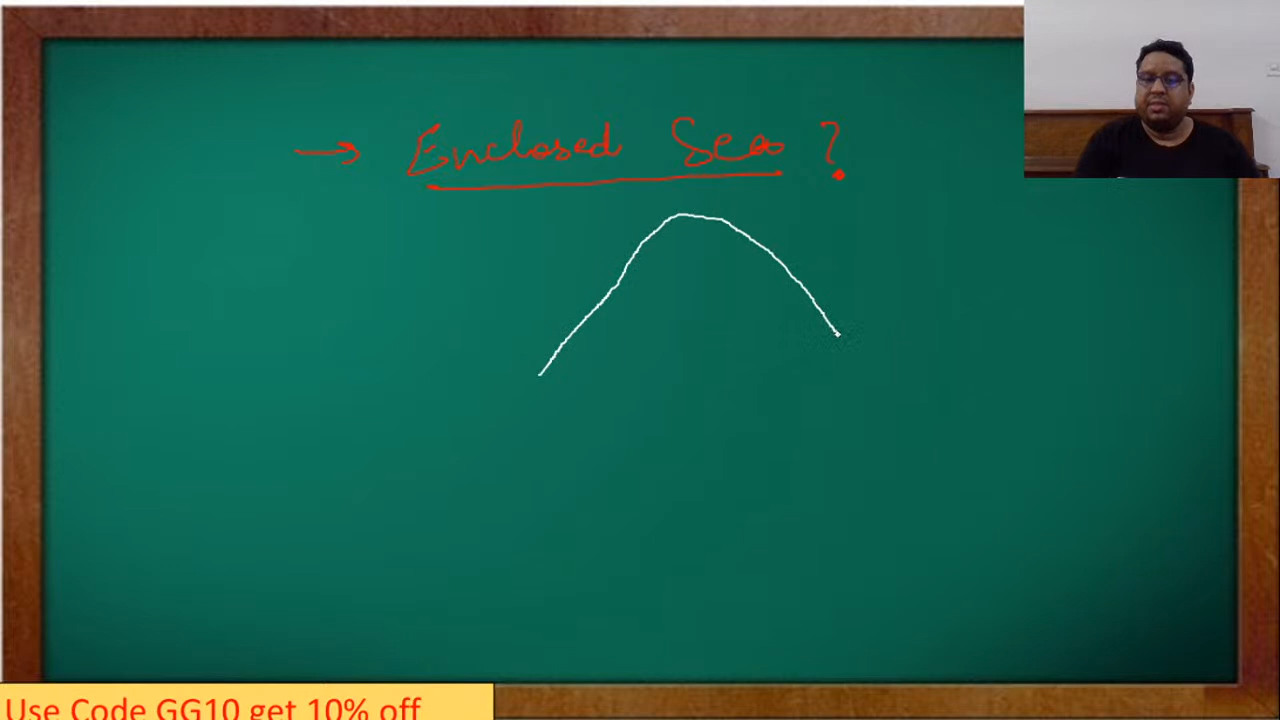 → Enclosed Sea ?
Use Code GG10 get 10% off